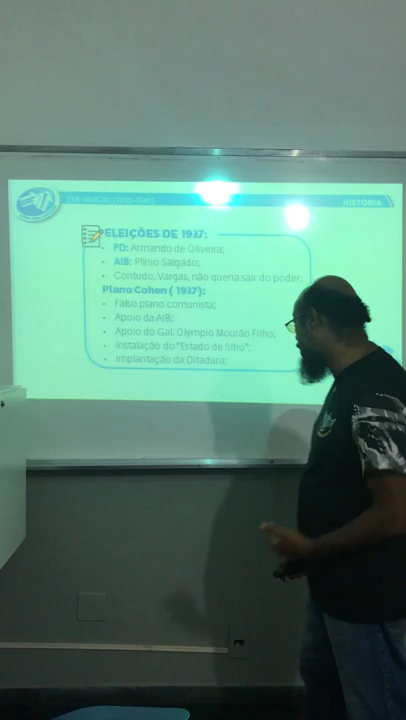 ERA VARGAS (1930-1945)
HISTÓRIA
ELEIÇÕES DE 1937:
- PD: Armando de Oliveira;
- AIB: Plínio Salgado;
- Contudo, Vargas, não queria sair do poder;
Plano Cohen ( 1937):
- Falso plano comunista;
- Apoio da AIB;
- Apoio do Gal. Olympio Mourão Filho;
- Instalação do "Estado de Sítio";
- Implantação da Ditadura;